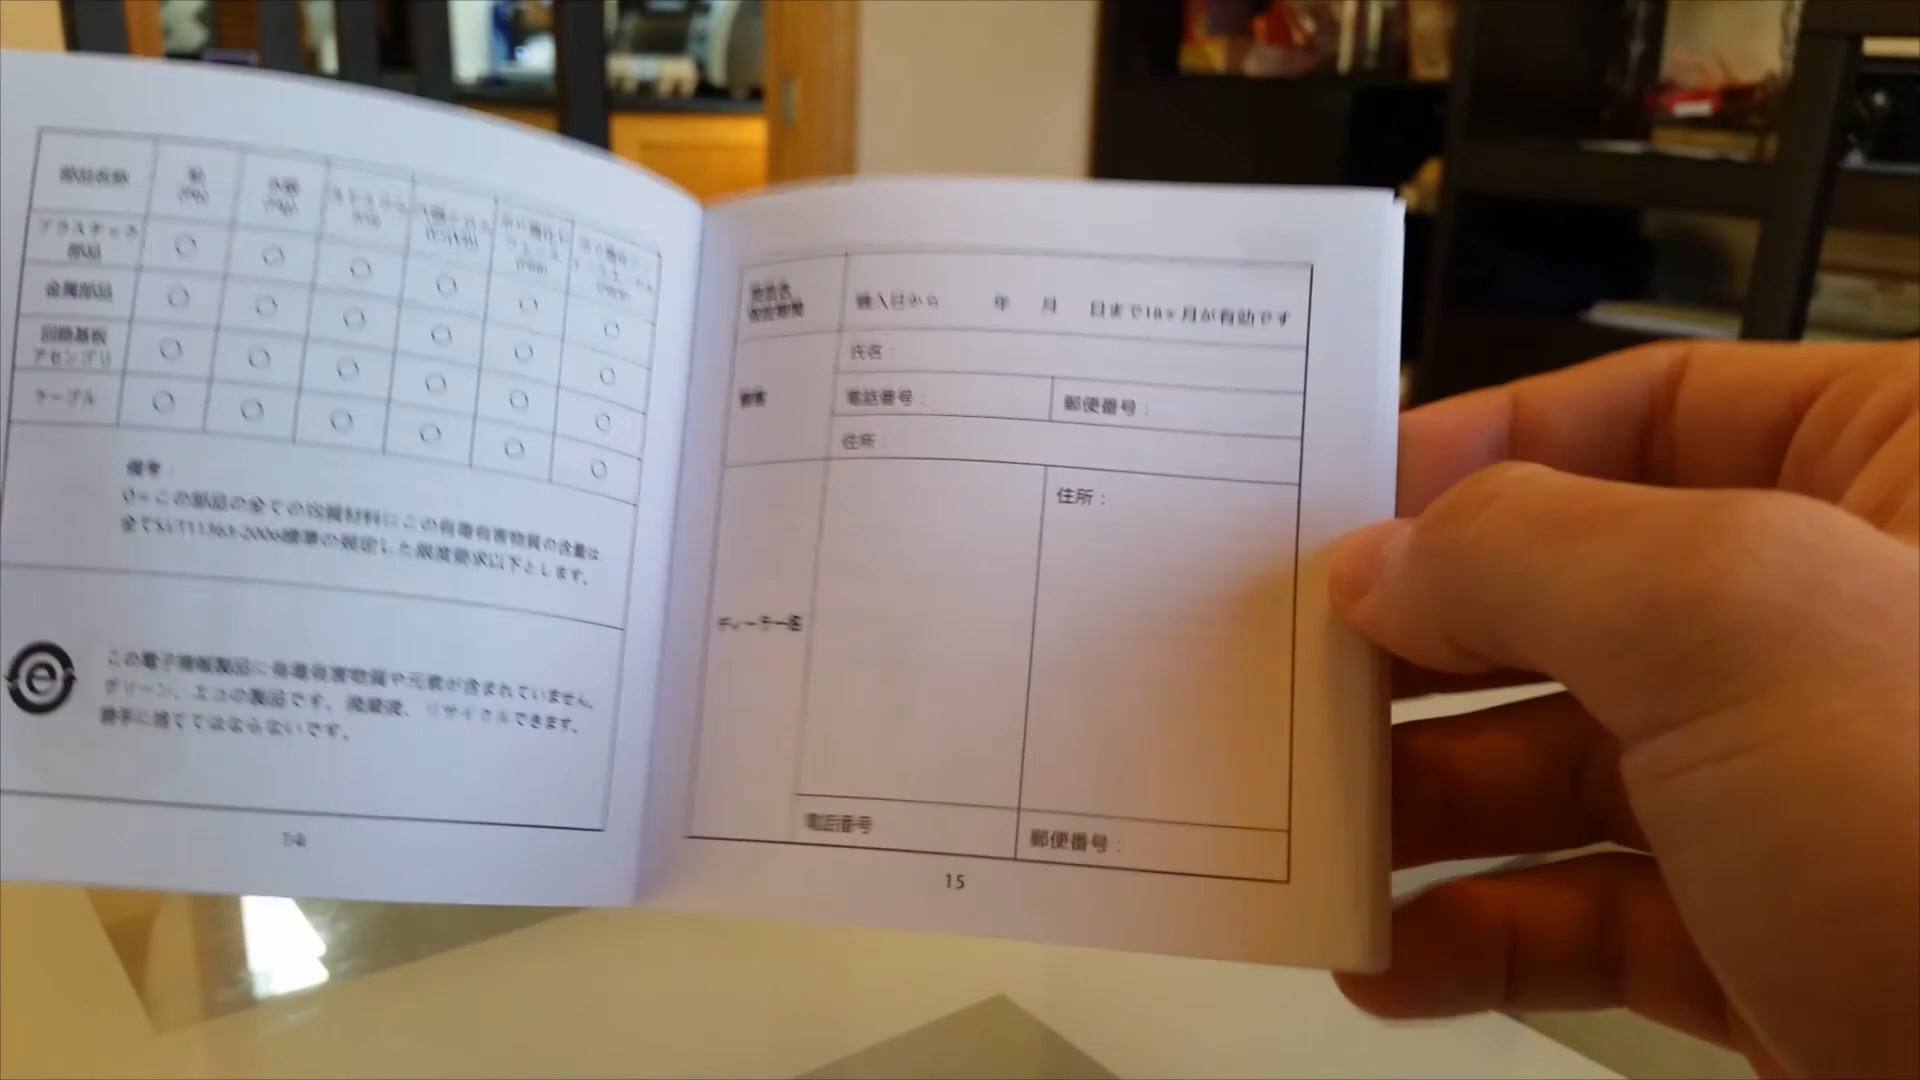 部品名称
プラスチック
部品
金属部品
回路基板
アセンブリ
ケーブル
備考：
O=この部品の全ての均質材料にこの有毒有害物質の含量は
全てSJ/T11363-2006標準の規定した限度要求以下とします。
e
この電子情報製品に有毒有害物質や元素が含まれていません。
グリーン、エコの製品です。廃棄後、リサイクルできます。
勝手に捨ててはならないです。
14
購入日から 年 月 日まで18ヶ月が有効です
氏名：
顧客
電話番号：
郵便番号：
住所：
住所：
ディーラー名
電話番号
郵便番号：
15